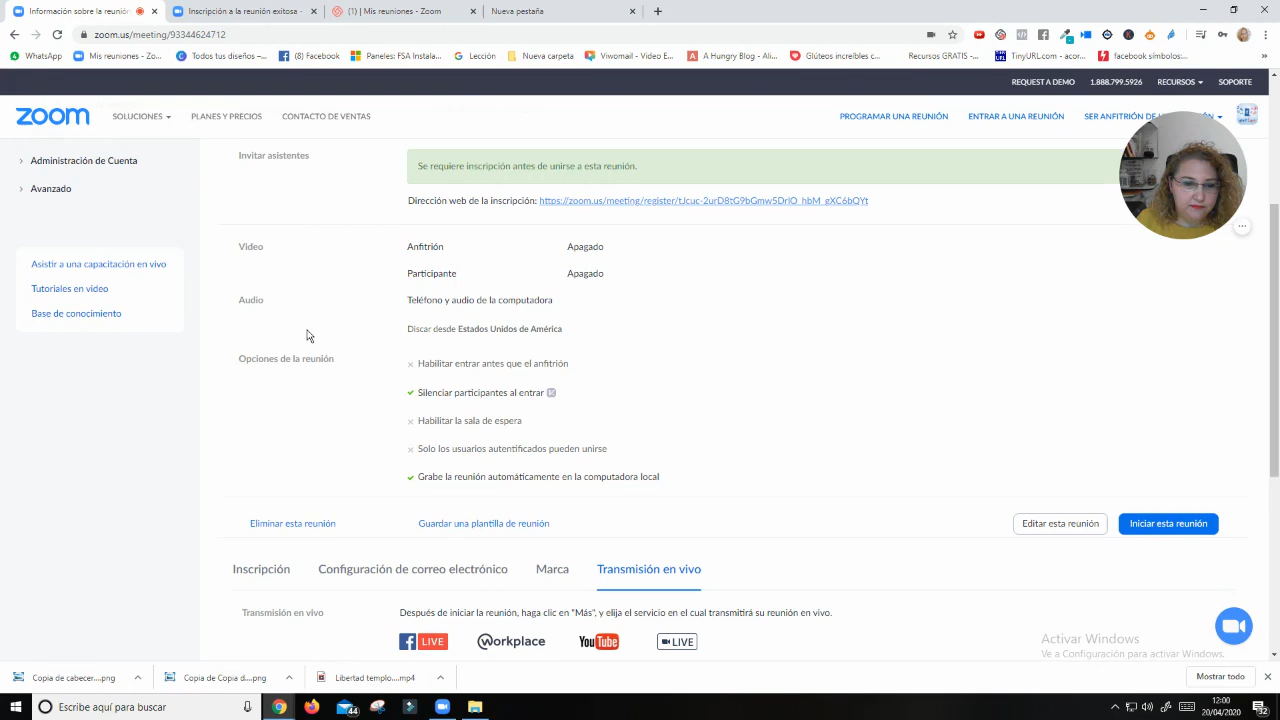 Información sobre la reunión
Inscripción a la reunión exitosa -
(1) | Mis reuniones - Zoom
Nueva pestaña
zoom.us/meeting/93344624712
WhatsApp
Mis reuniones - Zo...
Todos tus diseños –...
(8) Facebook
Paneles: FSA Instala...
Lección
Nueva carpeta
Viwomail - Video E...
A Hungry Blog - Ali...
Glúteos increíbles c...
Recursos GRATIS -...
TinyURL.com - acor...
facebook símbolos:...
REQUEST A DEMO
1.888.799.5926
RECURSOS
SOPORTE
zoom
SOLUCIONES
PLANES Y PRECIOS
CONTACTO DE VENTAS
PROGRAMAR UNA REUNIÓN
ENTRAR A UNA REUNIÓN
SER ANFITRIÓN DE
Administración de Cuenta
Avanzado
Asistir a una capacitación en vivo
Tutoriales en video
Base de conocimiento
Invitar asistentes
Se requiere inscripción antes de unirse a esta reunión.
Dirección web de la inscripción: https://zoom.us/meeting/register/tJcuc-2urD8tG9bGmw5DrIO_hbM_gXC6bQYt
Video
Anfitrión
Apagado
Participante
Apagado
Audio
Teléfono y audio de la computadora
Discar desde Estados Unidos de América
Opciones de la reunión
Habilitar entrar antes que el anfitrión
Silenciar participantes al entrar
Habilitar la sala de espera
Solo los usuarios autentificados pueden unirse
Grabe la reunión automáticamente en la computadora local
Eliminar esta reunión
Guardar una plantilla de reunión
Editar esta reunión
Iniciar esta reunión
Inscripción
Configuración de correo electrónico
Marca
Transmisión en vivo
Transmisión en vivo
Después de iniciar la reunión, haga clic en "Más", y elija el servicio en el cual transmitirá su reunión en vivo.
LIVE
workplace
YouTube
LIVE
Activar Windows
Ve a Configuración para activar Windows.
Copia de cabecer....png
Copia de Copia d....png
Libertad templo....mp4
Mostrar todo
Escribe aquí para buscar
44
12:00
20/04/2020
32